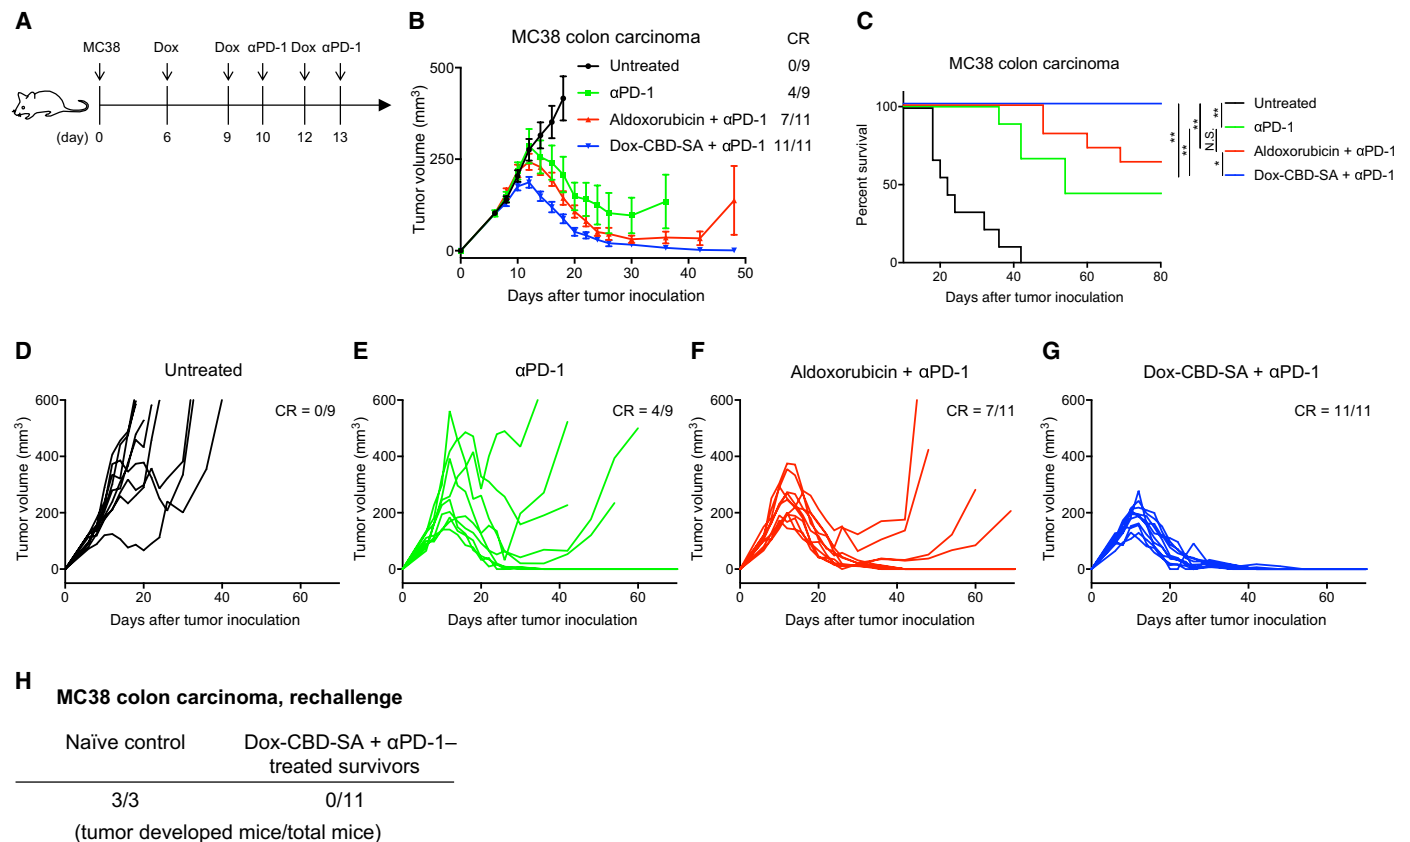 A
MC38 Dox Dox αPD-1 Dox αPD-1
(day) 0 6 9 10 12 13
B
MC38 colon carcinoma CR
Untreated 0/9
αPD-1 4/9
Aldoxorubicin + αPD-1 7/11
Dox-CBD-SA + αPD-1 11/11
Tumor volume (mm3)
500
250
0
0 10 20 30 40 50
Days after tumor inoculation
C
MC38 colon carcinoma
Percent survival
100
50
0
20 40 60 80
Days after tumor inoculation
** ** ** N.S. * **
Untreated
αPD-1
Aldoxorubicin + αPD-1
Dox-CBD-SA + αPD-1
D
Untreated
CR = 0/9
Tumor volume (mm3)
600
400
200
0
0 20 40 60
Days after tumor inoculation
E
αPD-1
CR = 4/9
Tumor volume (mm3)
600
400
200
0
0 20 40 60
Days after tumor inoculation
F
Aldoxorubicin + αPD-1
CR = 7/11
Tumor volume (mm3)
600
400
200
0
0 20 40 60
Days after tumor inoculation
G
Dox-CBD-SA + αPD-1
CR = 11/11
Tumor volume (mm3)
600
400
200
0
0 20 40 60
Days after tumor inoculation
H
MC38 colon carcinoma, rechallenge
Naïve control Dox-CBD-SA + αPD-1–
treated survivors
3/3 0/11
(tumor developed mice/total mice)